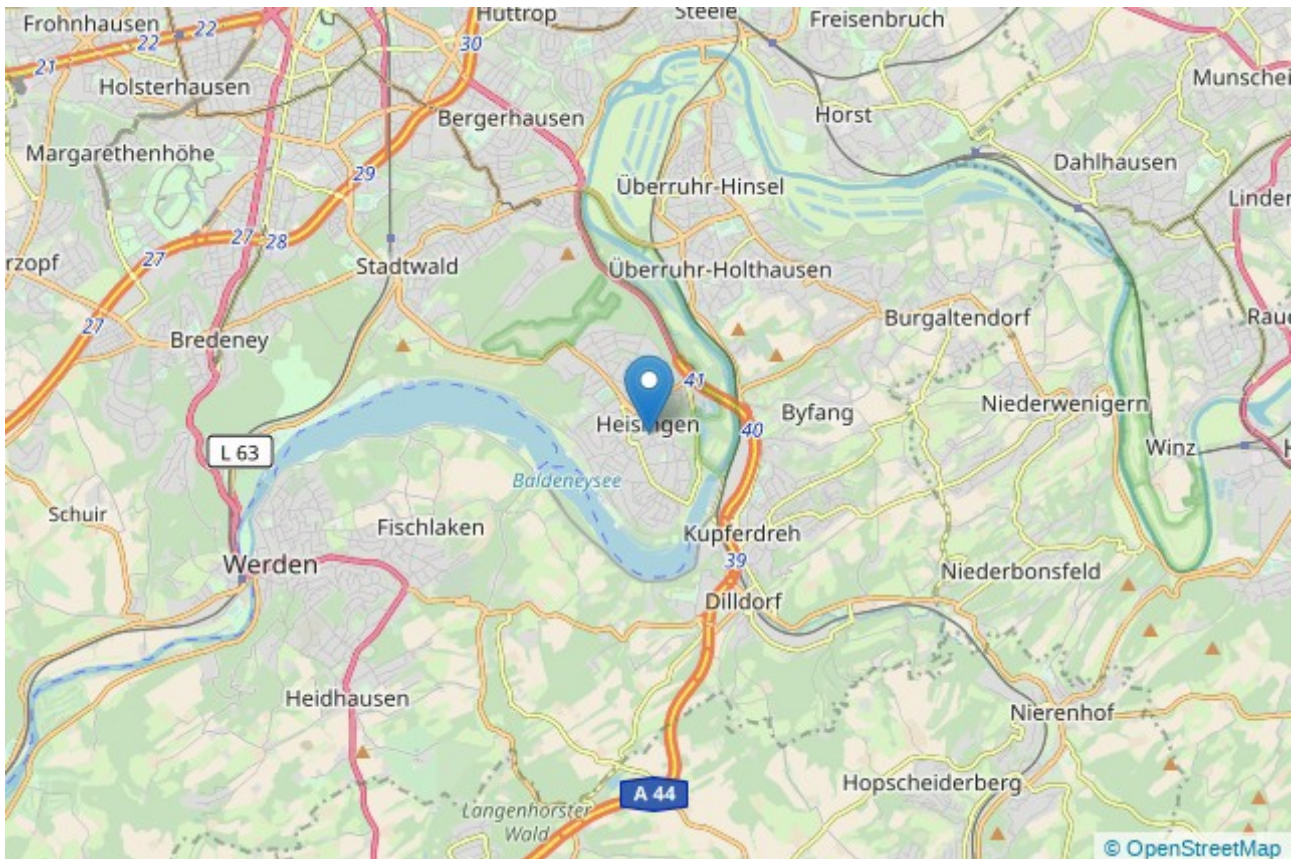 Frohnhausen
22
22
Huttrop
Steele
Freisenbruch
21
30
Holsterhausen
Munschei
Bergerhausen
Horst
Margarethenhöhe
29
Dahlhausen
Überruhr-Hinsel
Linden
27
27
28
rzopf
Stadtwald
Überruhr-Holthausen
27
Burgaltendorf
Raue
Bredeney
41
Heisingen
Byfang
Niederwenigern
40
L 63
Winz
H
Baldeneysee
Schuir
Fischlaken
Kupferdreh
Werden
39
Niederbonsfeld
Dilldorf
Heidhausen
Nierenhof
Hopscheiderberg
A 44
Langenhorster
Wald
© OpenStreetMap